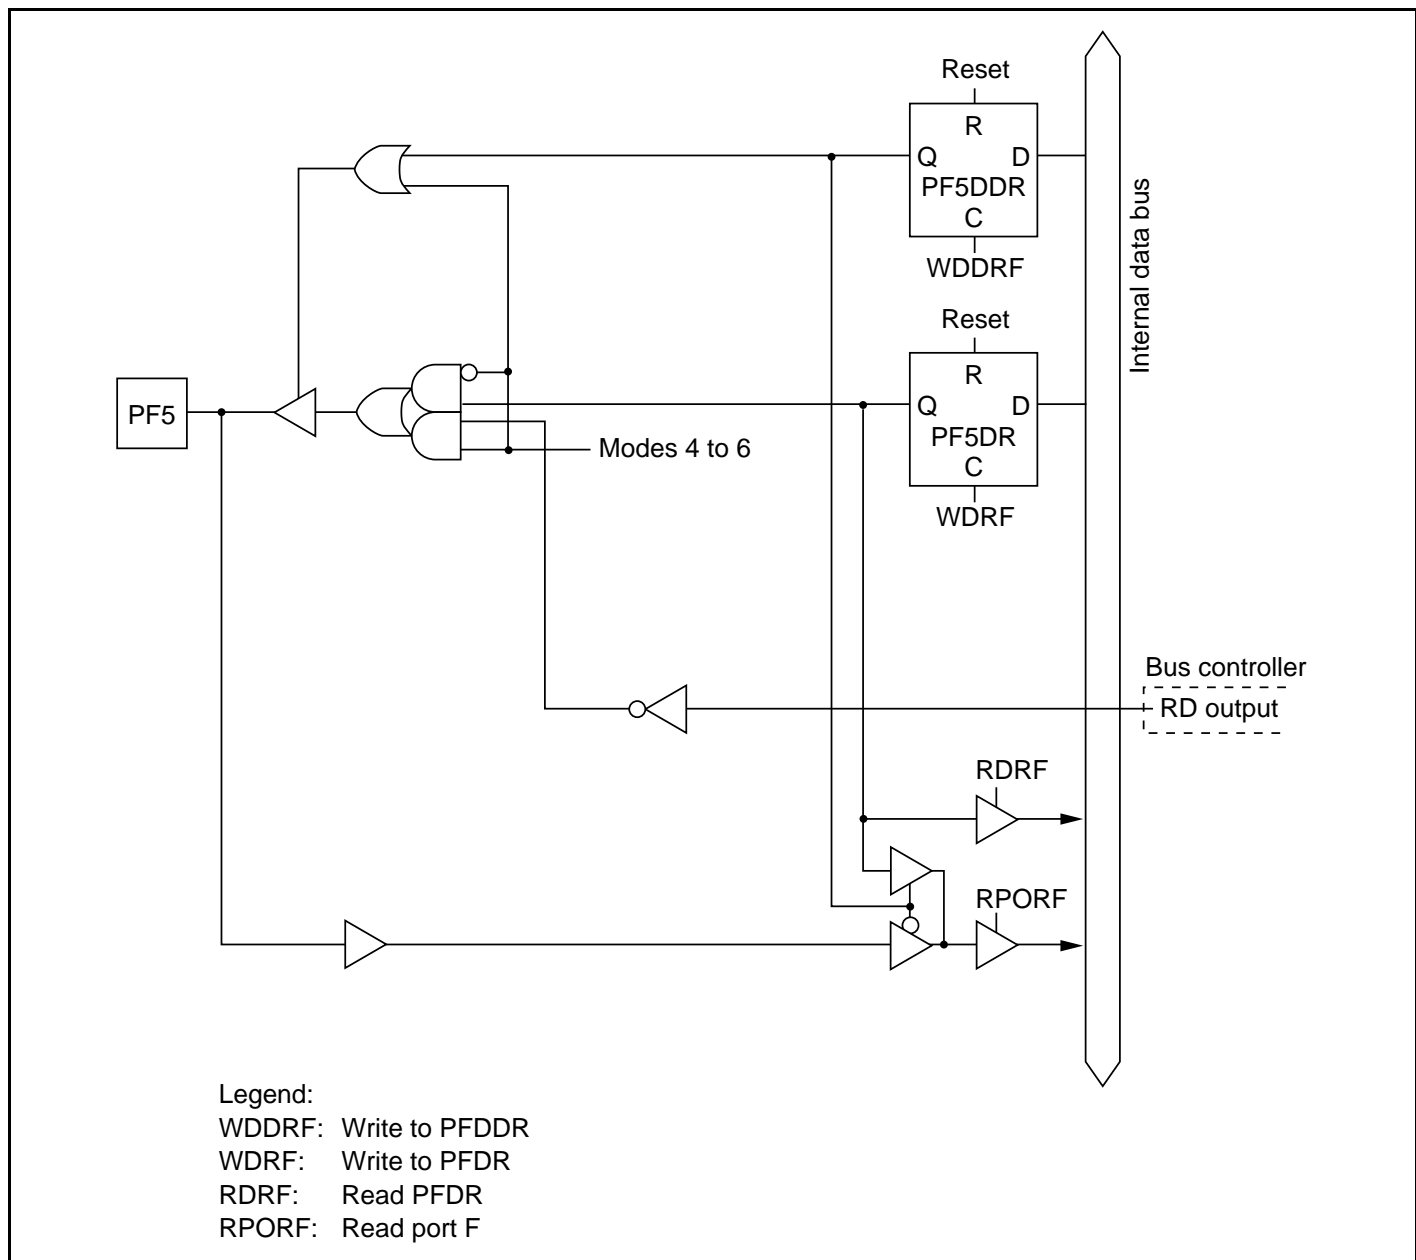 Reset
R
Q D
PF5DDR
C
WDDRF
Internal data bus
Reset
R
Q D
PF5DR
C
WDRF
PF5
Modes 4 to 6
Bus controller
RD output
RDRF
RPORF
Legend:
WDDRF: Write to PFDDR
WDRF: Write to PFDR
RDRF: Read PFDR
RPORF: Read port F